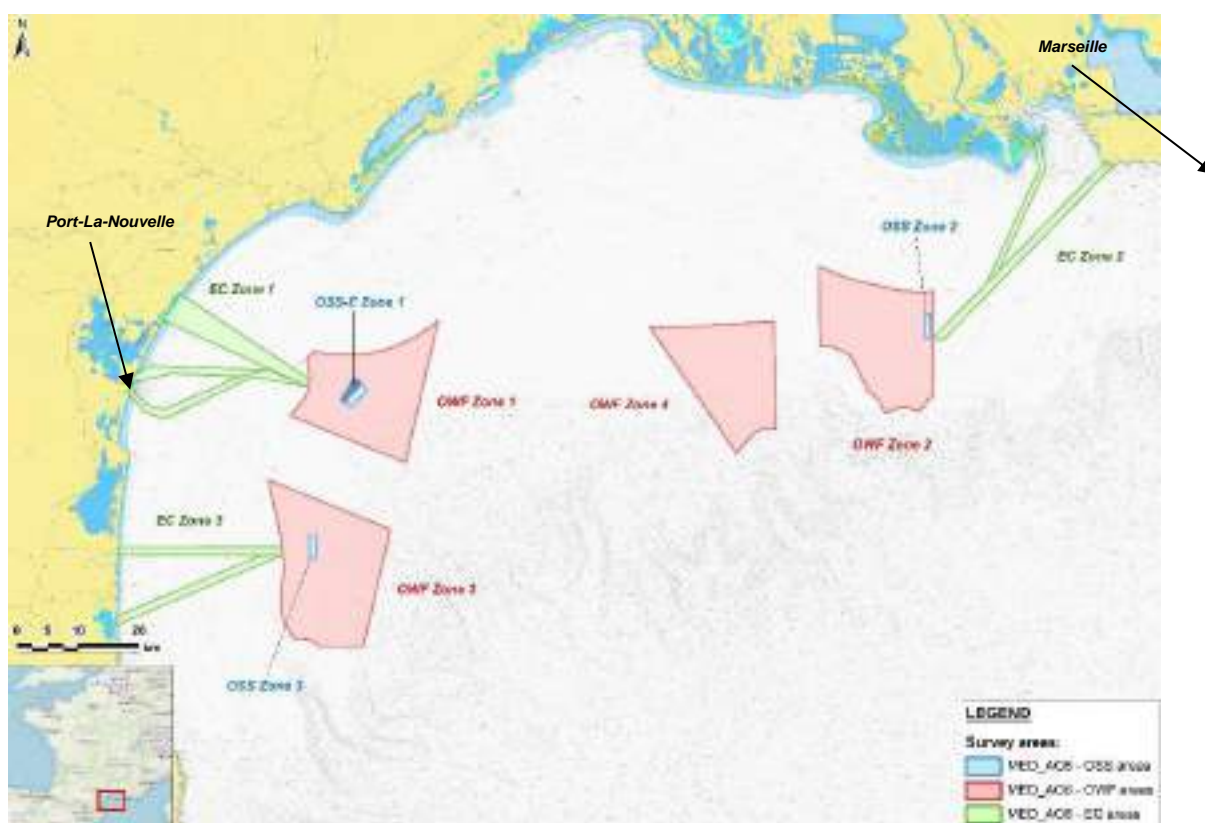 N
Marseille
Port-La-Nouvelle
OSS Zone 2
EC Zone 2
EC Zone 1
OSS-E Zone 1
OWF Zone 1
OWF Zone 4
OWF Zone 2
EC Zone 3
OWF Zone 3
0 5 10 20
km
OSS Zone 3
LEGEND
Survey areas:
MED_AO6 - OSS areas
MED_AO6 - OWF areas
MED_AO6 - EC areas